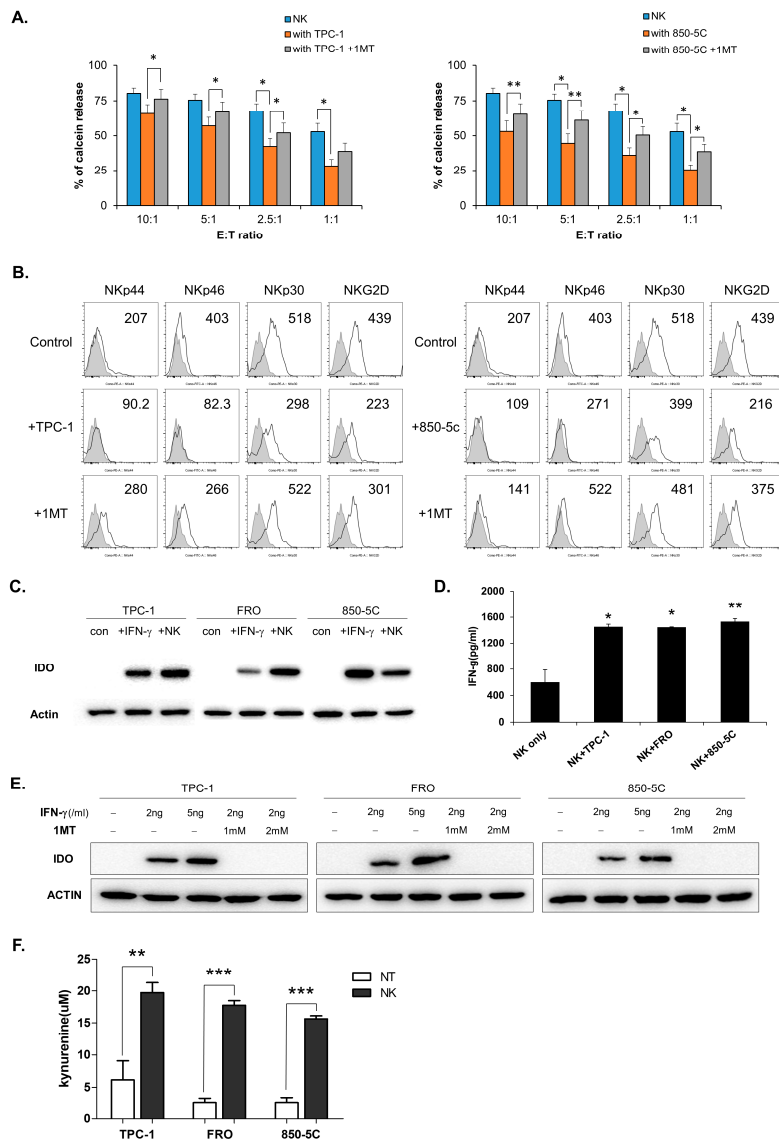 A.
NK
with TPC-1
with TPC-1 +1MT
% of calcein release
100
75
50
25
0
* * * *
10:1 5:1 2.5:1 1:1
E:T ratio
NK
with 850-5C
with 850-5C +1MT
% of calcein release
100
75
50
25
0
** * ** * * * *
10:1 5:1 2.5:1 1:1
E:T ratio
B.
NKp44 NKp46 NKp30 NKG2D
Control 207 403 518 439
+TPC-1 90.2 82.3 298 223
+1MT 280 266 522 301
NKp44 NKp46 NKp30 NKG2D
Control 207 403 518 439
+850-5c 109 271 399 216
+1MT 141 522 481 375
C.
TPC-1 FRO 850-5C
con +IFN-γ +NK con +IFN-γ +NK con +IFN-γ +NK
IDO
Actin
D.
IFN-g(pg/ml)
2000
1600
1200
800
400
0
* * **
NK only NK+TPC-1 NK+FRO NK+850-5C
E.
TPC-1 FRO 850-5C
IFN-γ(/ml) – 2ng 5ng 2ng 2ng – 2ng 5ng 2ng 2ng – 2ng 5ng 2ng 2ng
1MT – – – 1mM 2mM – – – 1mM 2mM – – – 1mM 2mM
IDO
ACTIN
F.
NT
NK
kynurenine(uM)
25
20
15
10
5
0
** *** ***
TPC-1 FRO 850-5C